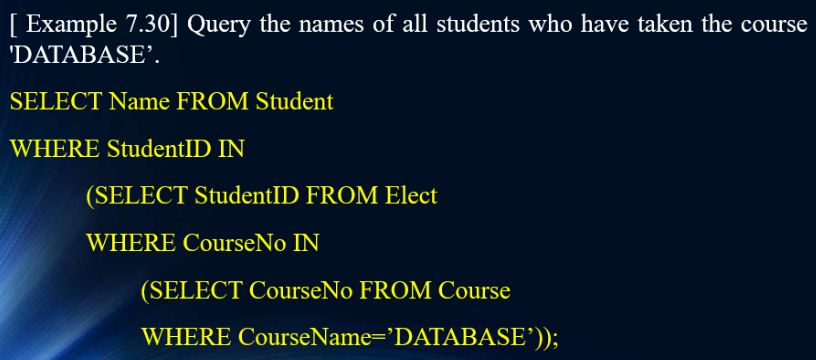 [ Example 7.30] Query the names of all students who have taken the course
'DATABASE’.
SELECT Name FROM Student
WHERE StudentID IN
(SELECT StudentID FROM Elect
WHERE CourseNo IN
(SELECT CourseNo FROM Course
WHERE CourseName=’DATABASE’));